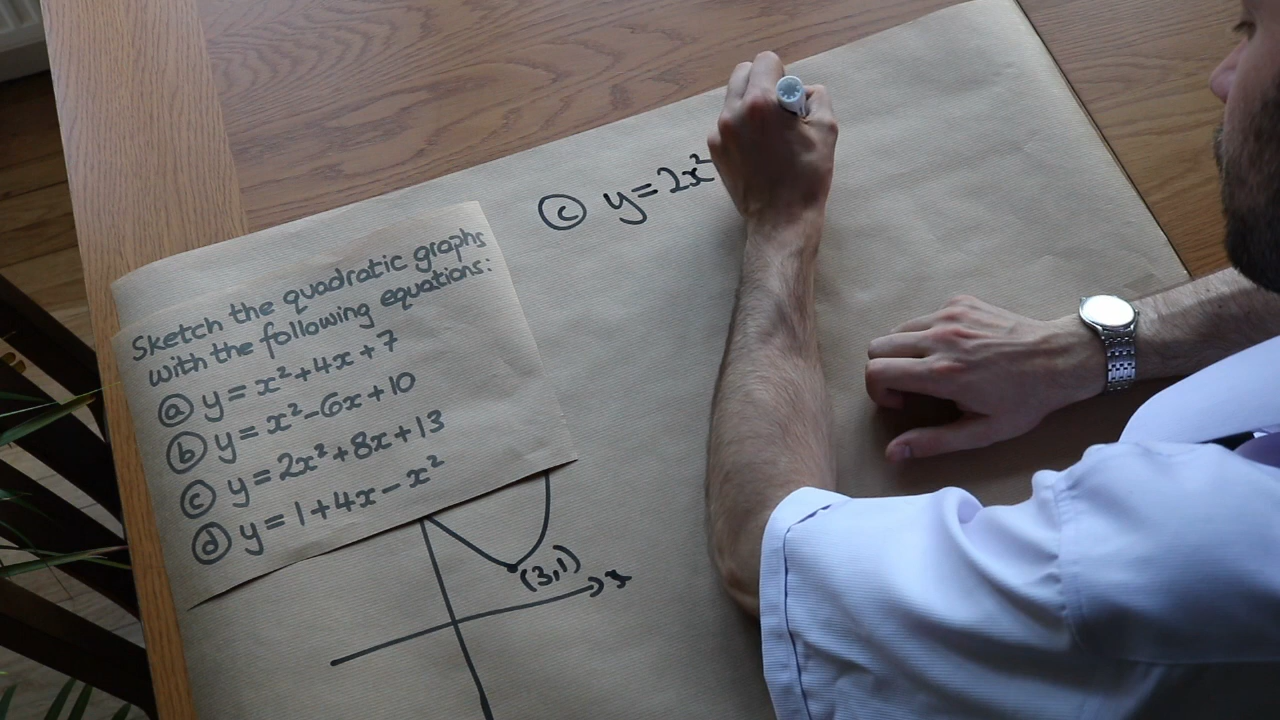 Sketch the quadratic graphs
with the following equations:
ⓐ y = x² + 4x + 7
ⓑ y = x² - 6x + 10
ⓒ y = 2x² + 8x + 13
ⓓ y = 1 + 4x - x²
ⓒ y = 2x²
(3,1)
x